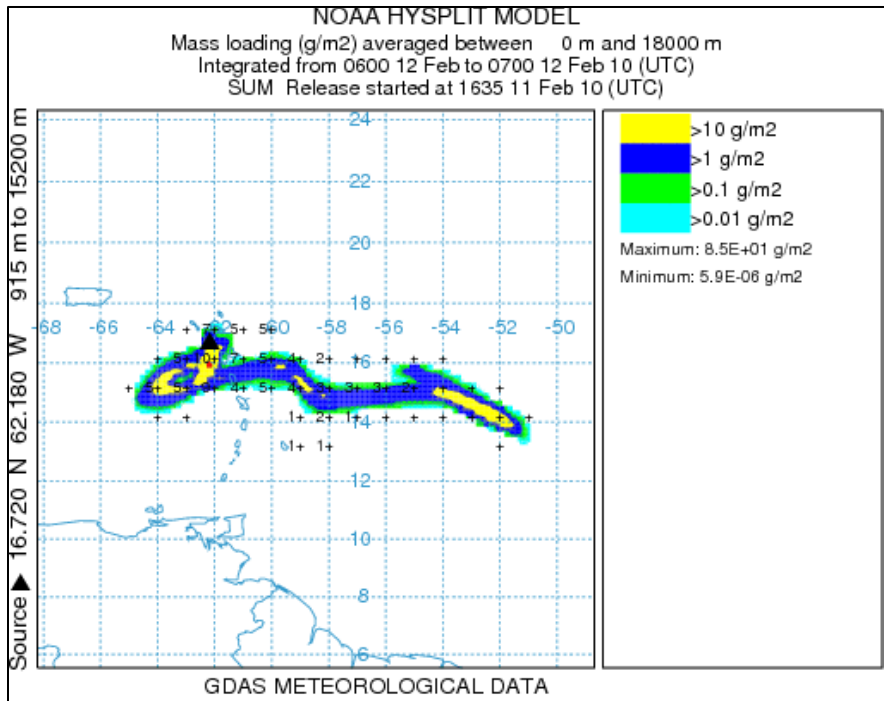 NOAA HYSPLIT MODEL
Mass loading (g/m2) averaged between 0 m and 18000 m
Integrated from 0600 12 Feb to 0700 12 Feb 10 (UTC)
SUM Release started at 1635 11 Feb 10 (UTC)
Source ▲ 16.720 N 62.180 W 915 m to 15200 m
24
22
20
18
-68 -66 -64 -62 -60 -58 -56 -54 -52 -50
16
14
12
10
8
6
>10 g/m2
>1 g/m2
>0.1 g/m2
>0.01 g/m2
Maximum: 8.5E+01 g/m2
Minimum: 5.9E-06 g/m2
GDAS METEOROLOGICAL DATA